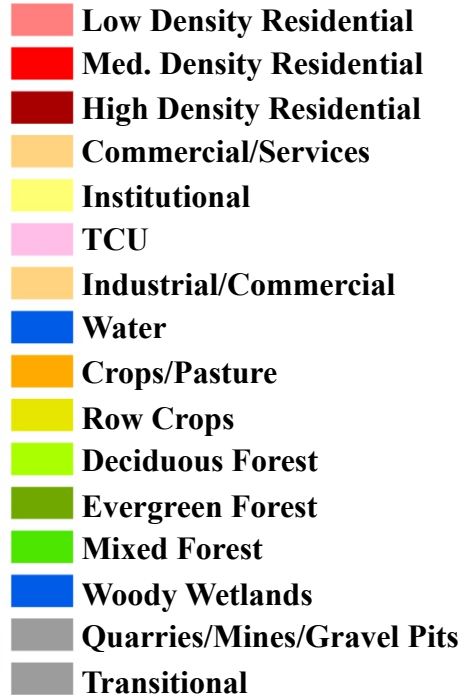 Low Density Residential
Med. Density Residential
High Density Residential
Commercial/Services
Institutional
TCU
Industrial/Commercial
Water
Crops/Pasture
Row Crops
Deciduous Forest
Evergreen Forest
Mixed Forest
Woody Wetlands
Quarries/Mines/Gravel Pits
Transitional